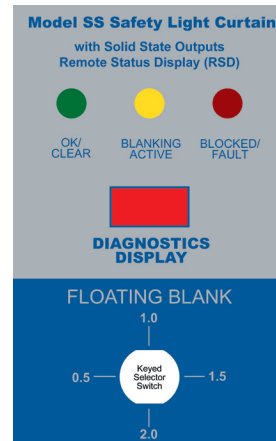 Model SS Safety Light Curtain
with Solid State Outputs
Remote Status Display (RSD)
OK/
CLEAR
BLANKING
ACTIVE
BLOCKED/
FAULT
DIAGNOSTICS
DISPLAY
FLOATING BLANK
1.0
0.5
Keyed
Selector
Switch
1.5
2.0